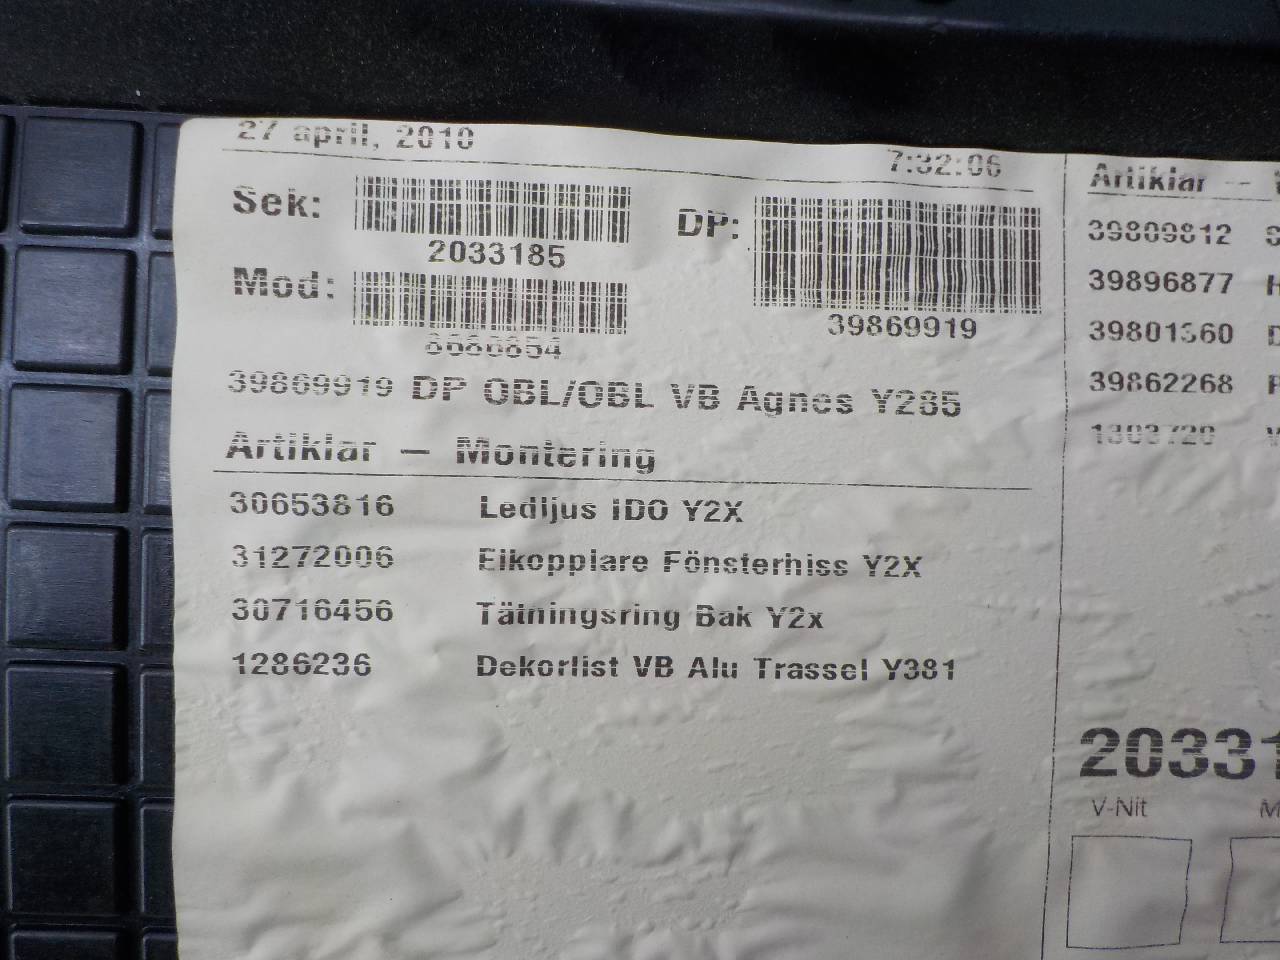 27 april, 2010
7:32:06
Sek:
2033185
DP:
39869919
Mod:
39869919 DP OBL/OBL VB Agnes Y285
Artiklar — Montering
30653816 Ledljus IDO Y2X
31272006 Elkopplare Fönsterhiss Y2X
30716456 Tätningsring Bak Y2x
1286236 Dekorlist VB Alu Trassel Y381
Artiklar —
39809812
39896877
39801360
39862268
1303720
20331
V-Nit